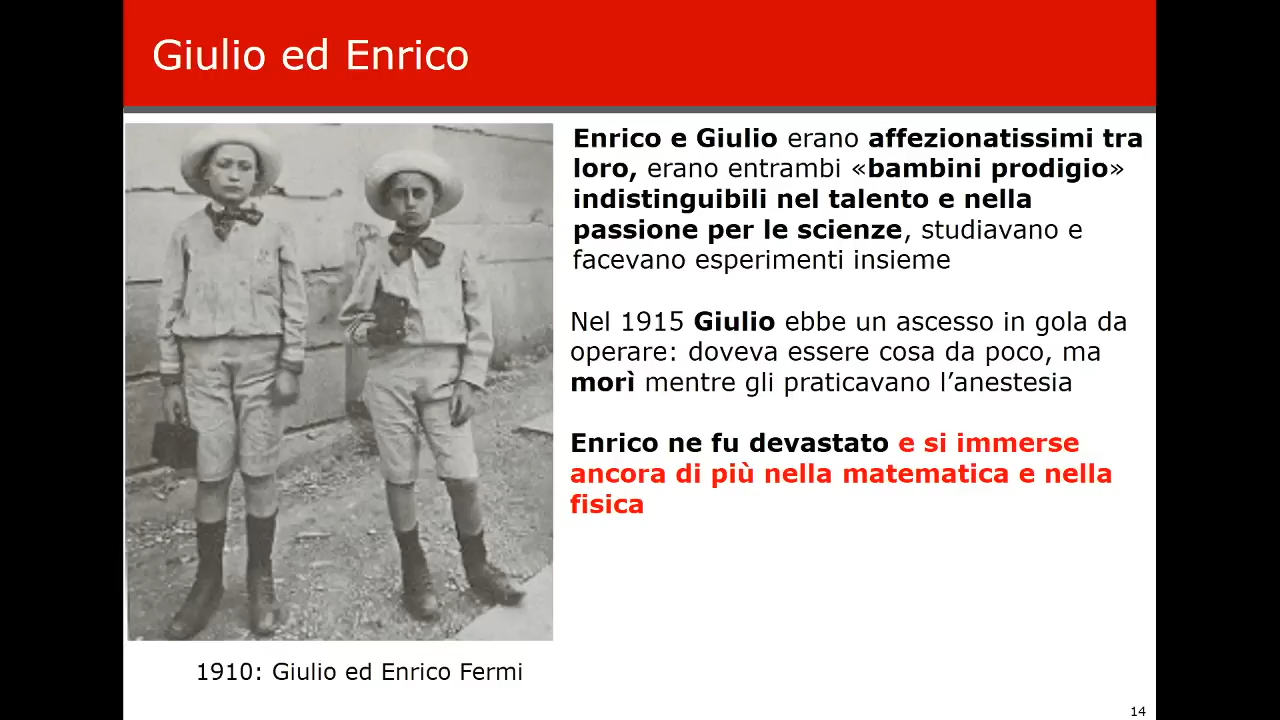 Giulio ed Enrico
Enrico e Giulio erano affezionatissimi tra
loro, erano entrambi «bambini prodigio»
indistinguibili nel talento e nella
passione per le scienze, studiavano e
facevano esperimenti insieme
Nel 1915 Giulio ebbe un ascesso in gola da
operare: doveva essere cosa da poco, ma
morì mentre gli praticavano l’anestesia
Enrico ne fu devastato e si immerse
ancora di più nella matematica e nella
fisica
1910: Giulio ed Enrico Fermi
14